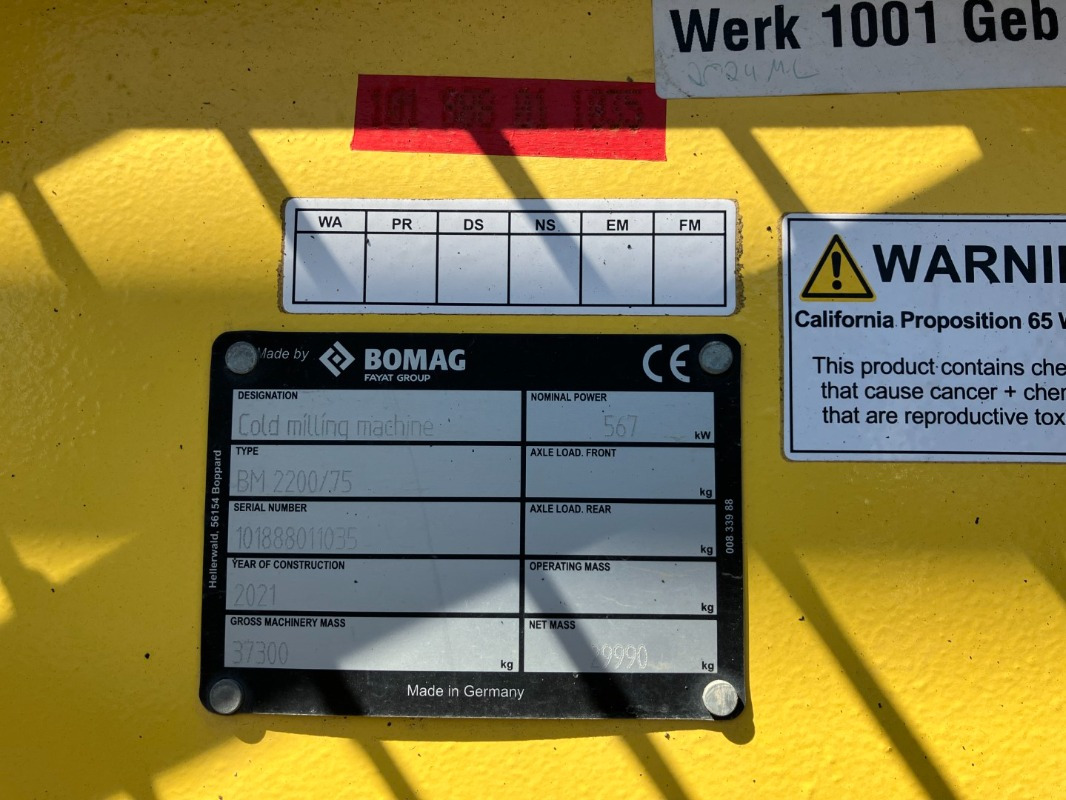 Werk 1001 Geb
2024
101 888 01 1035
WA PR DS NS EM FM
WARNI
California Proposition 65 W
This product contains che
that cause cancer + cher
that are reproductive tox
Made by BOMAG
FAYAT GROUP
CE
DESIGNATION
Cold milling machine
NOMINAL POWER
567 kW
TYPE
BM 2200/75
AXLE LOAD. FRONT
kg
SERIAL NUMBER
101888011035
AXLE LOAD. REAR
kg
YEAR OF CONSTRUCTION
2021
OPERATING MASS
kg
GROSS MACHINERY MASS
37300 kg
NET MASS
29990 kg
Made in Germany
Hellerwald, 56154 Boppard
008 339 88